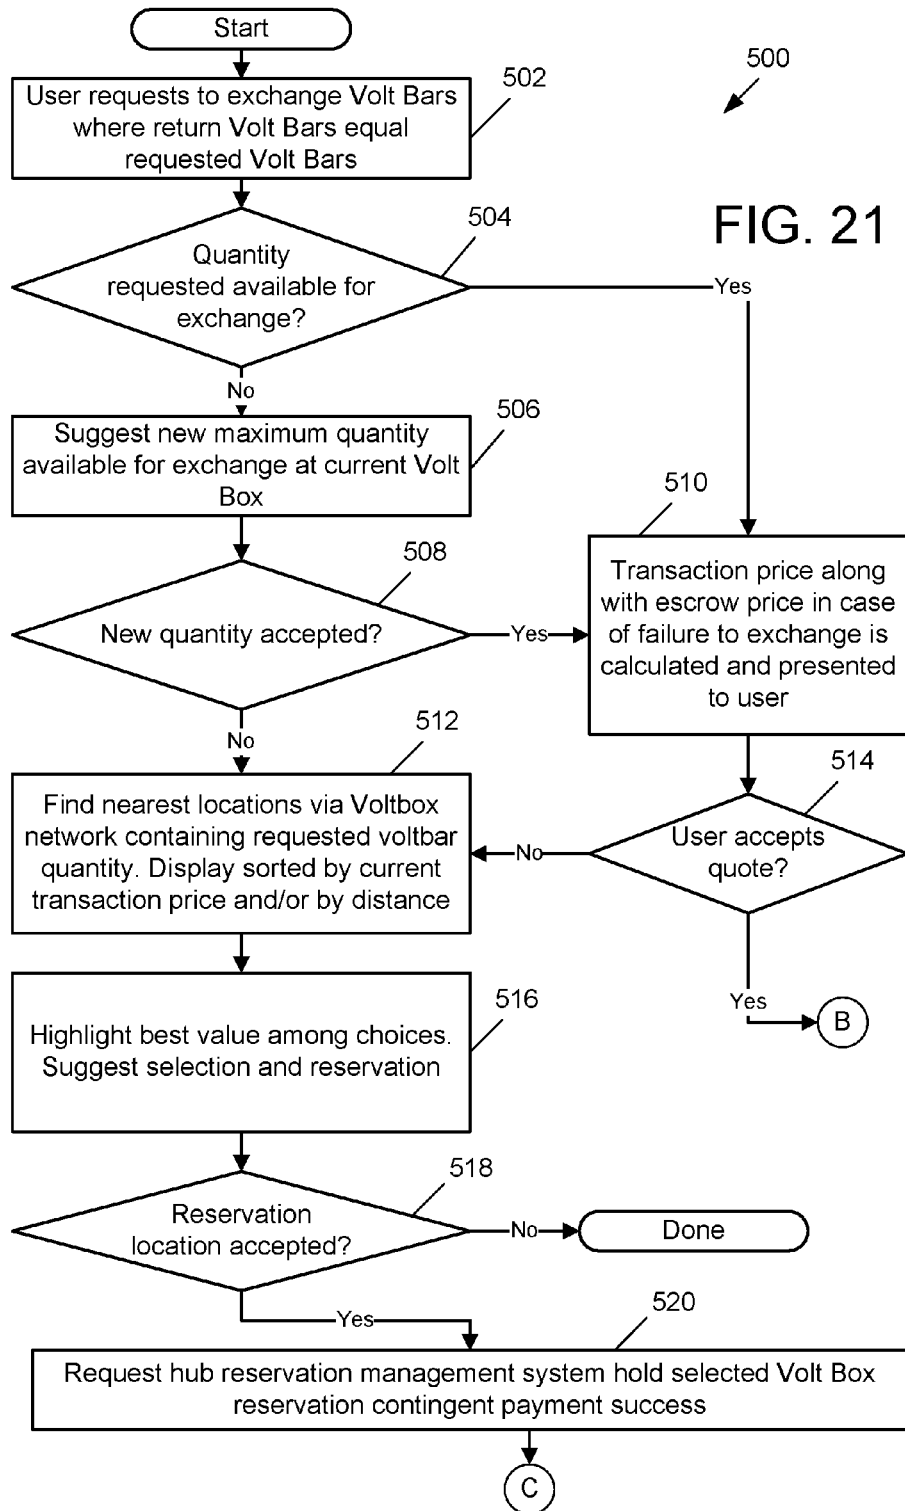 Start
500
502
User requests to exchange Volt Bars
where return Volt Bars equal
requested Volt Bars
FIG. 21
504
Quantity
requested available for
exchange?
Yes
No
506
Suggest new maximum quantity
available for exchange at current Volt
Box
510
Transaction price along
with escrow price in case
of failure to exchange is
calculated and presented
to user
508
New quantity accepted?
Yes
No
512
Find nearest locations via Voltbox
network containing requested voltbar
quantity. Display sorted by current
transaction price and/or by distance
514
User accepts
quote?
No
Yes
B
516
Highlight best value among choices.
Suggest selection and reservation
518
Reservation
location accepted?
No
Done
Yes
520
Request hub reservation management system hold selected Volt Box
reservation contingent payment success
C